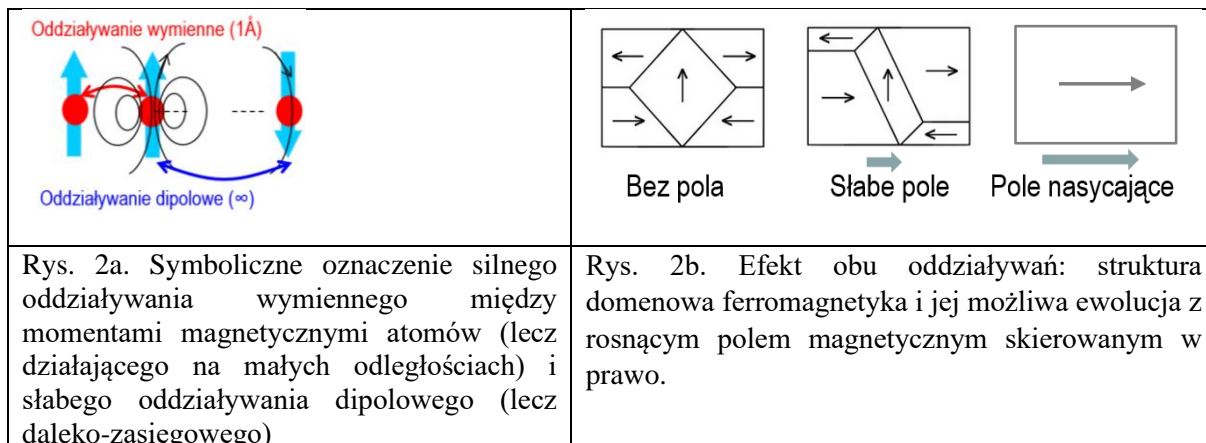 Oddziaływanie wymienne (1Å)
Oddziaływanie dipolowe (∞)
Bez pola
Słabe pole
Pole nasycające
Rys. 2a. Symboliczne oznaczenie silnego
oddziaływania wymiennego między
momentami magnetycznymi atomów (lecz
działającego na małych odległościach) i
słabego oddziaływania dipolowego (lecz
daleko-zasięgowego)
Rys. 2b. Efekt obu oddziaływań: struktura
domenowa ferromagnetyka i jej możliwa ewolucja z
rosnącym polem magnetycznym skierowanym w
prawo.